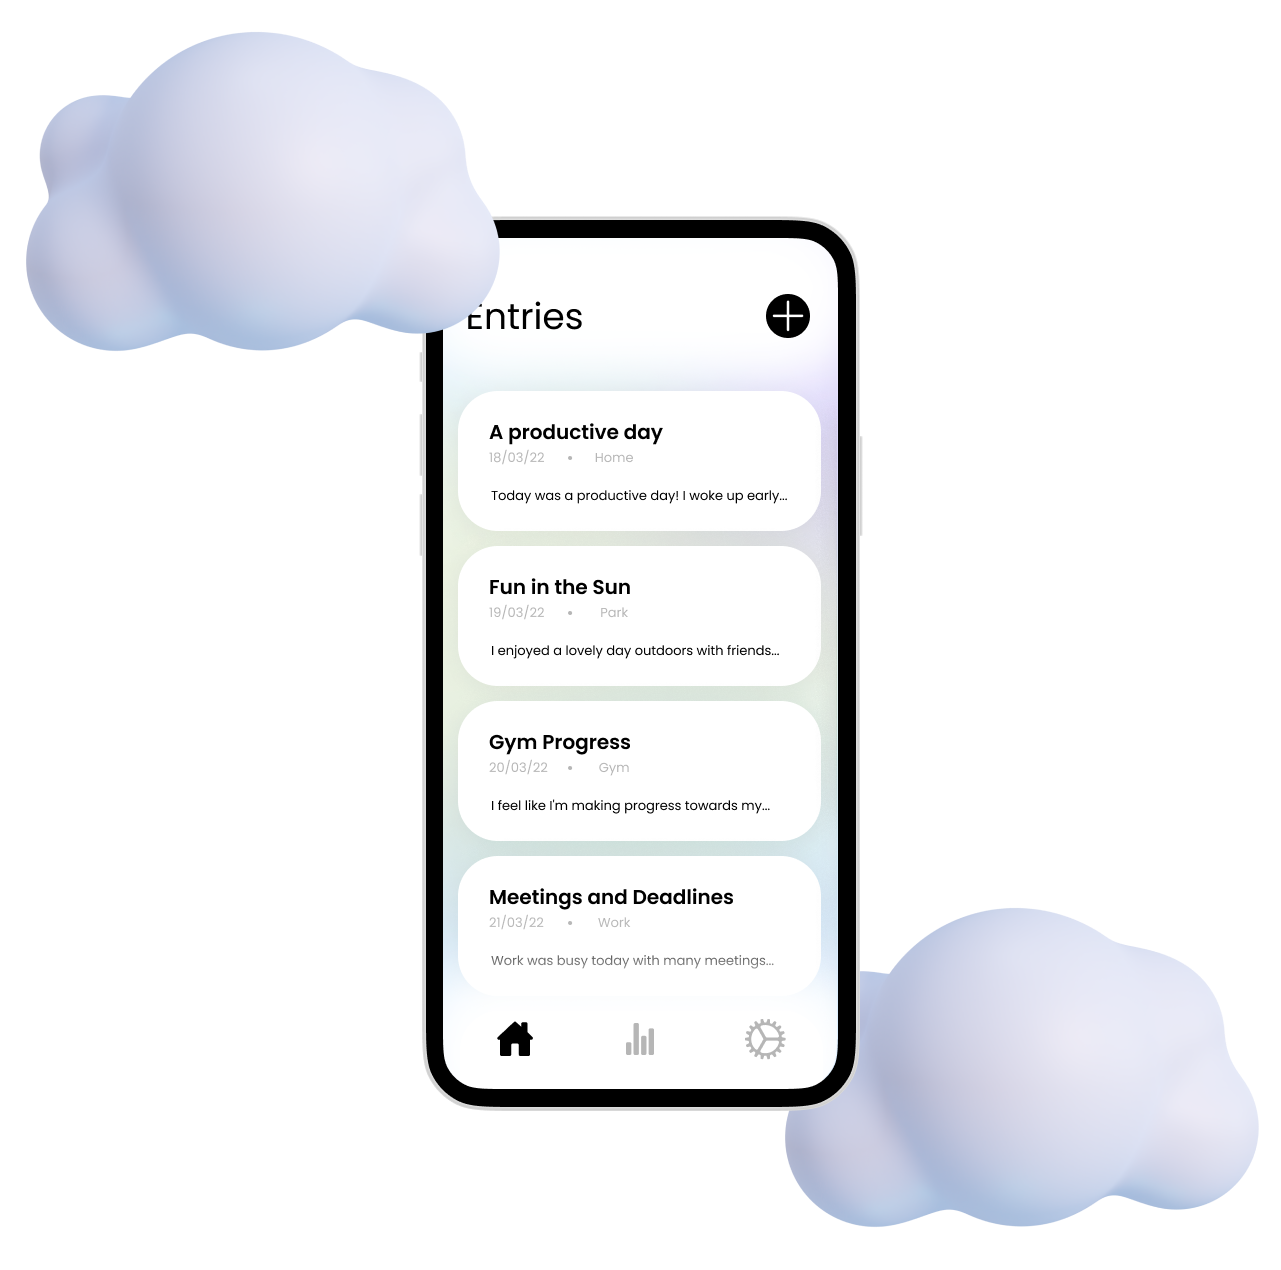 Entries
A productive day
18/03/22 • Home
Today was a productive day! I woke up early...
Fun in the Sun
19/03/22 • Park
I enjoyed a lovely day outdoors with friends...
Gym Progress
20/03/22 • Gym
I feel like I'm making progress towards my...
Meetings and Deadlines
21/03/22 • Work
Work was busy today with many meetings...